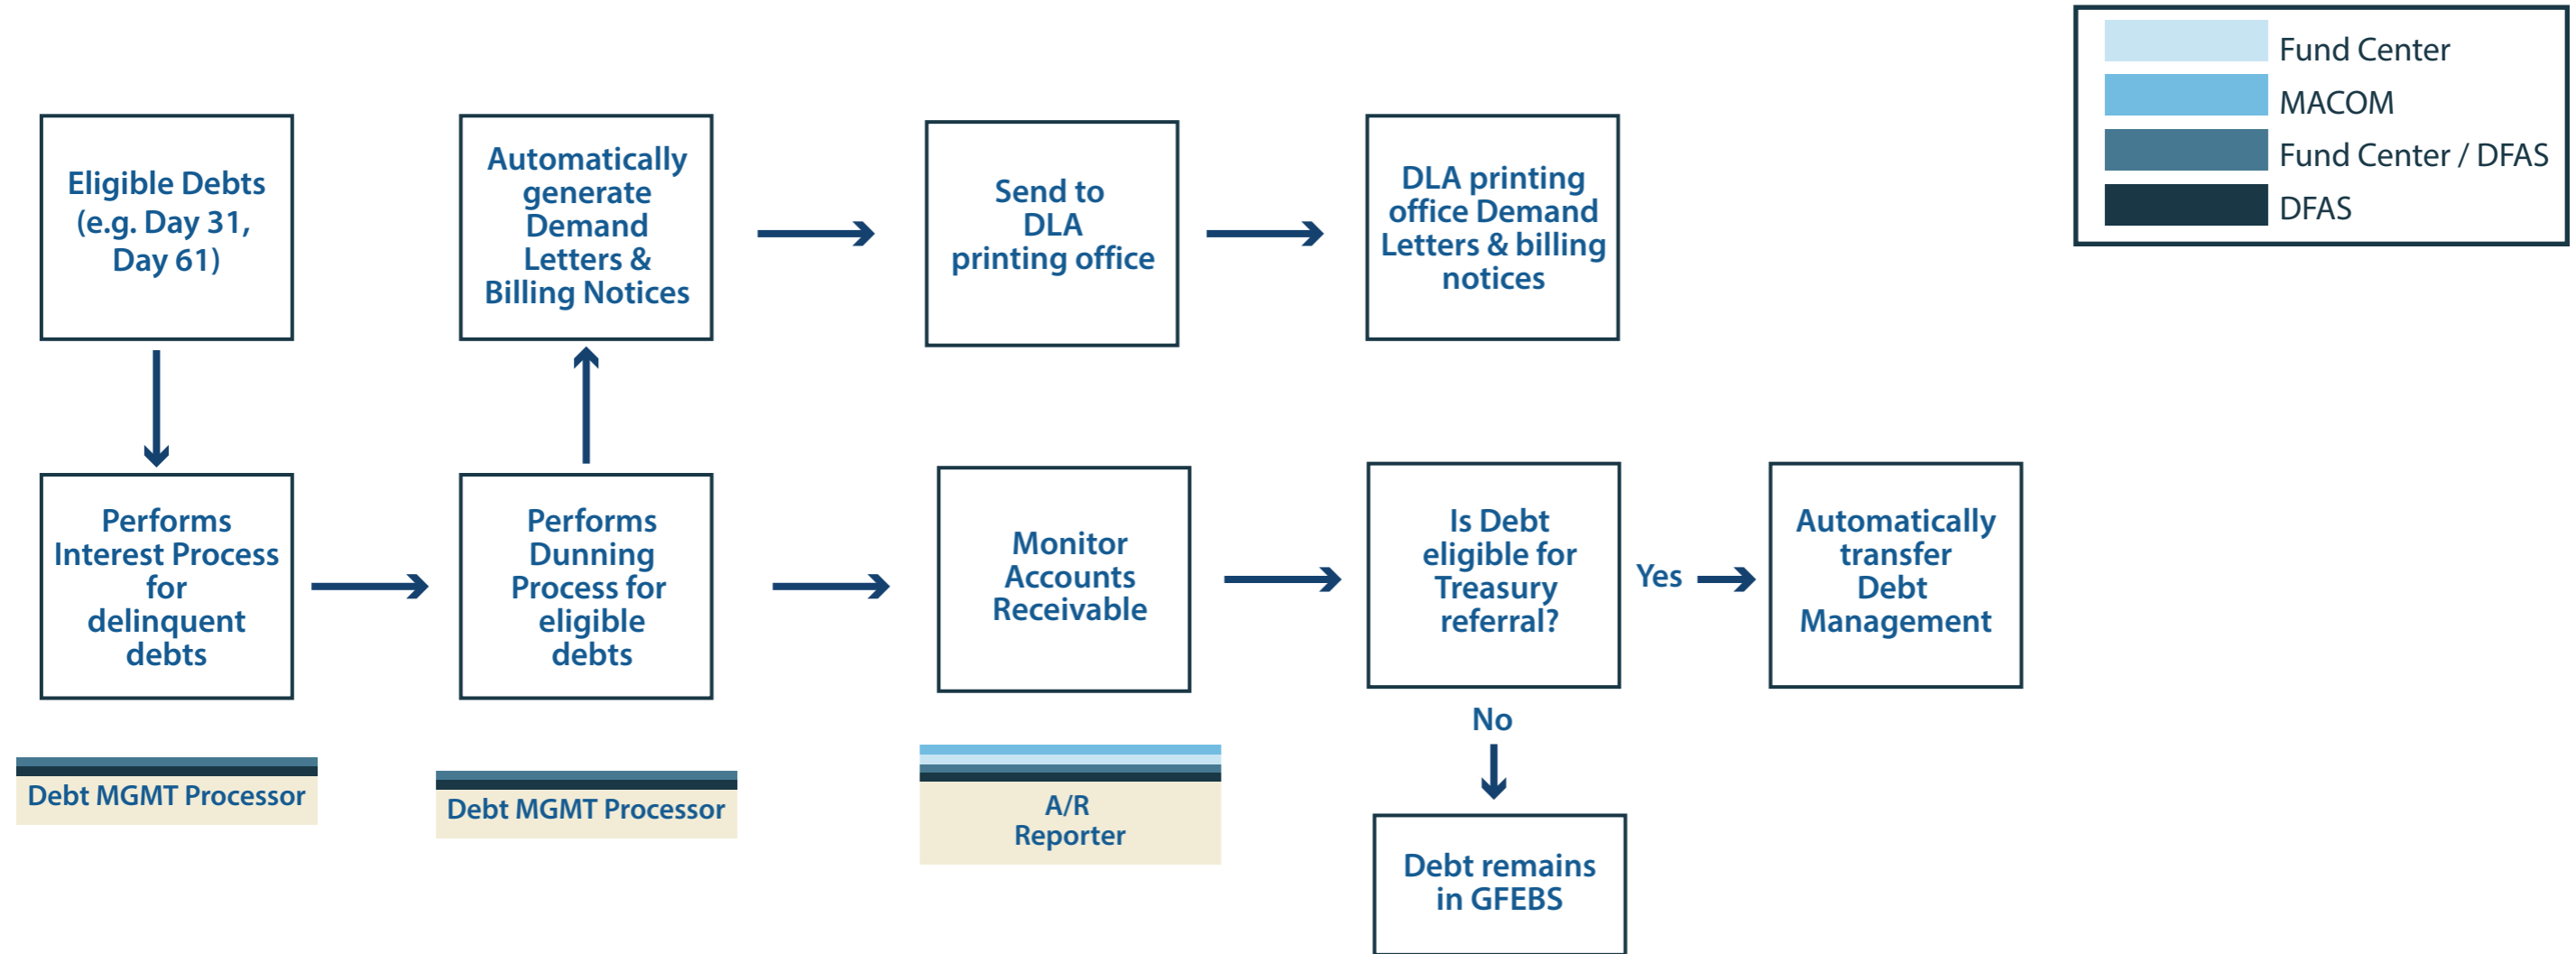 Fund Center
MACOM
Fund Center / DFAS
DFAS
Eligible Debts
(e.g. Day 31,
Day 61)
Automatically
generate
Demand
Letters &
Billing Notices
Send to
DLA
printing office
DLA printing
office Demand
Letters & billing
notices
Performs
Interest Process
for
delinquent
debts
Performs
Dunning
Process for
eligible
debts
Monitor
Accounts
Receivable
Is Debt
eligible for
Treasury
referral?
Yes
Automatically
transfer
Debt
Management
No
Debt MGMT Processor
Debt MGMT Processor
A/R
Reporter
Debt remains
in GFEBS